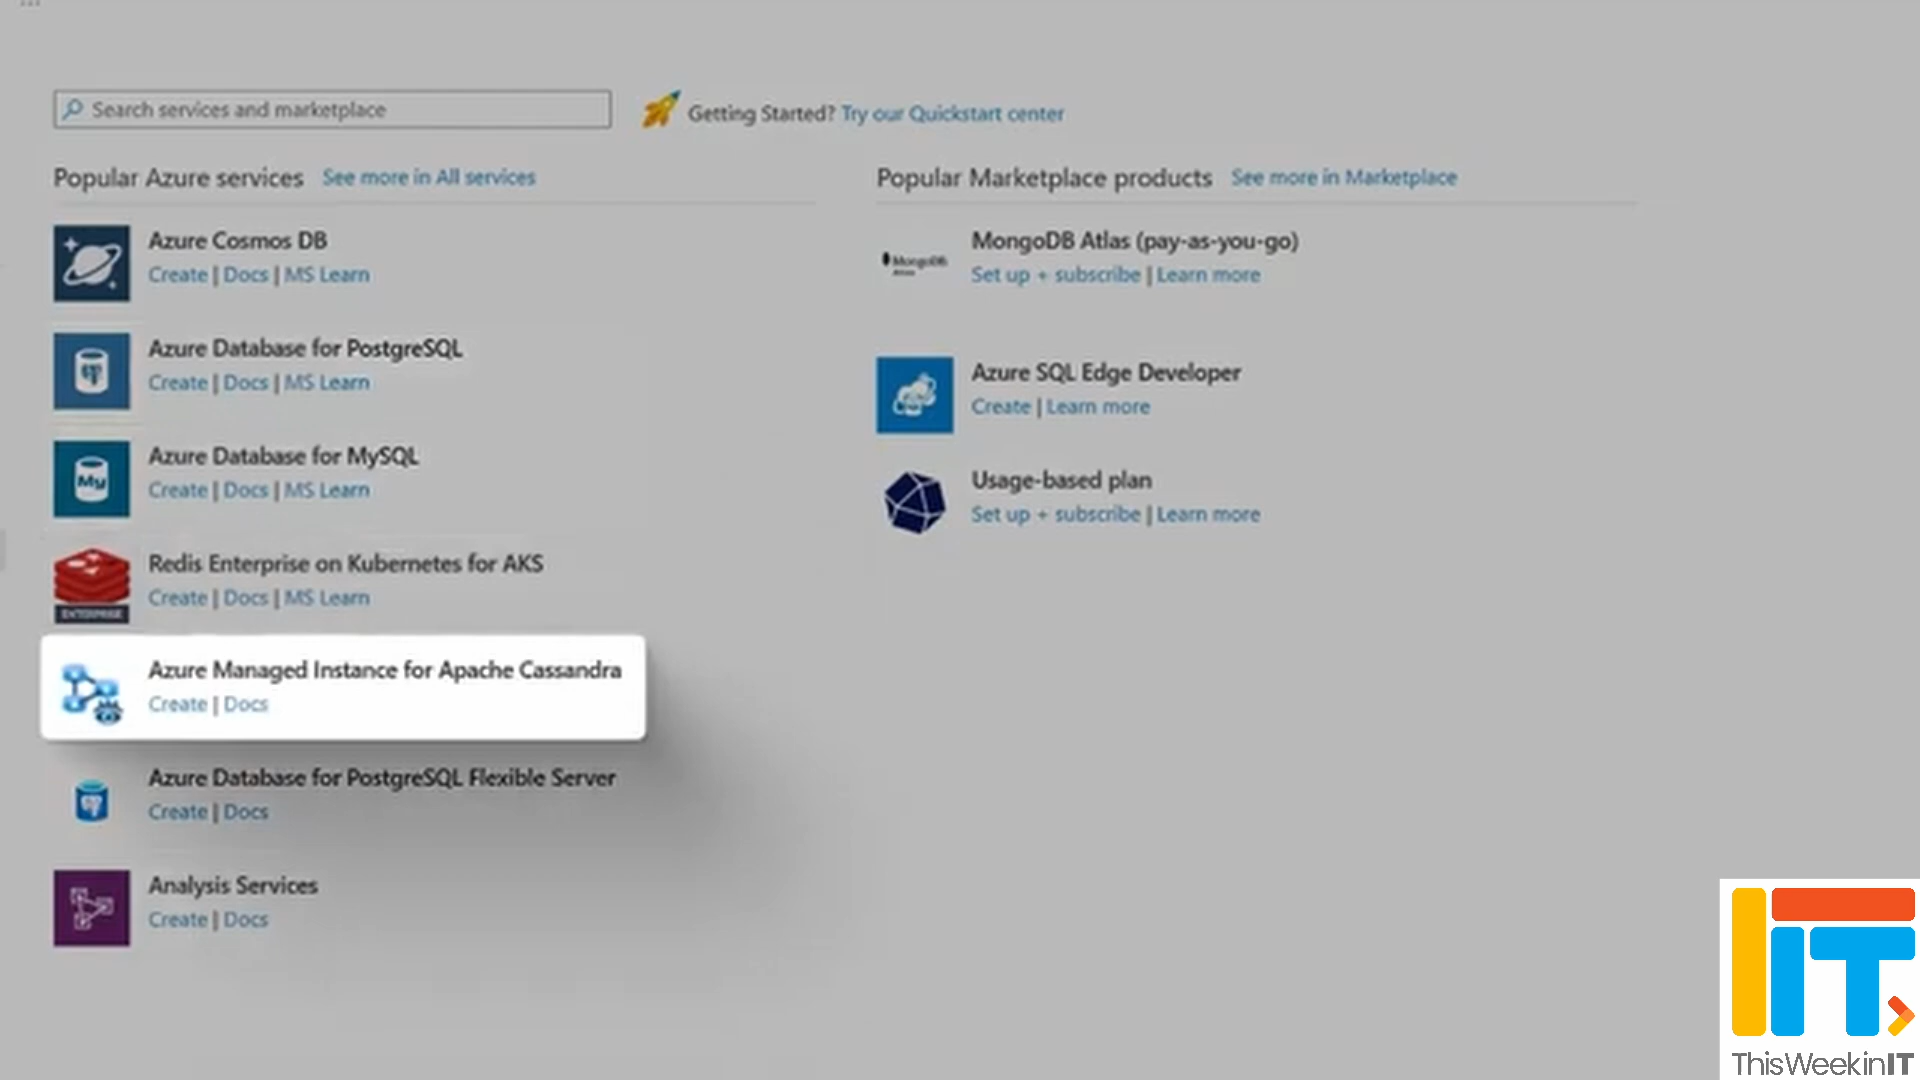 Search services and marketplace
Getting Started? Try our Quickstart center
Popular Azure services See more in All services
Azure Cosmos DB
Create | Docs | MS Learn
Azure Database for PostgreSQL
Create | Docs | MS Learn
My
Azure Database for MySQL
Create | Docs | MS Learn
Redis Enterprise on Kubernetes for AKS
Create | Docs | MS Learn
ENTERPRISE
Azure Managed Instance for Apache Cassandra
Create | Docs
Azure Database for PostgreSQL Flexible Server
Create | Docs
Analysis Services
Create | Docs
Popular Marketplace products See more in Marketplace
MongoDB
Atlas
MongoDB Atlas (pay-as-you-go)
Set up + subscribe | Learn more
Azure SQL Edge Developer
Create | Learn more
Usage-based plan
Set up + subscribe | Learn more
ThisWeekinIT